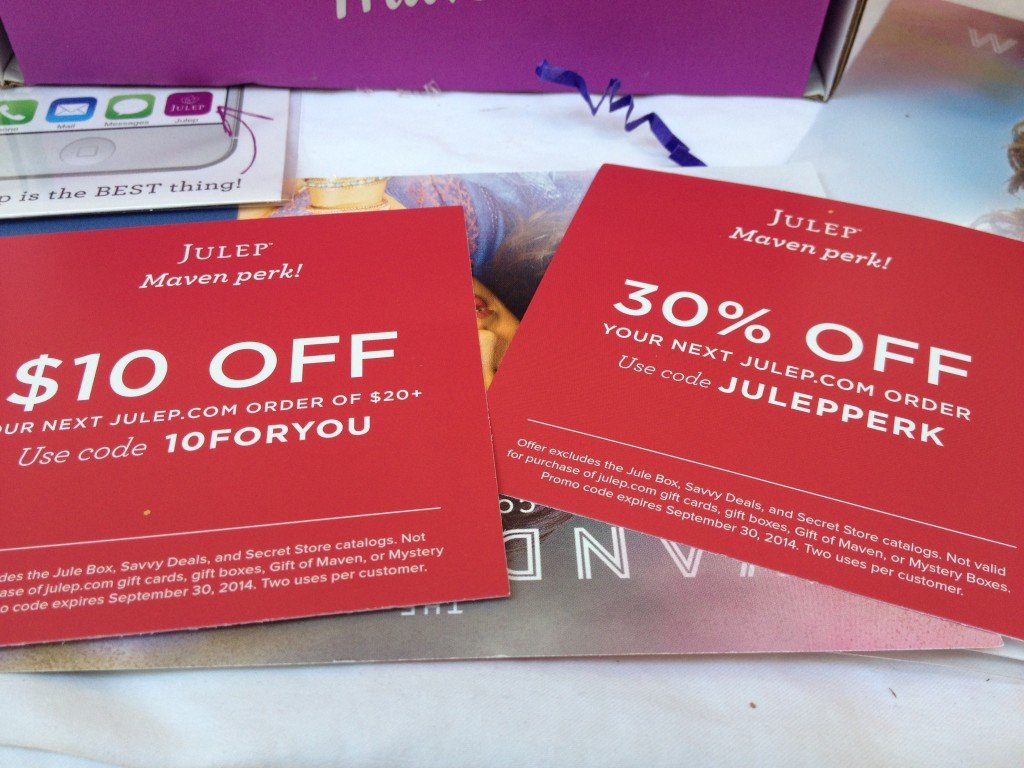 W
Mail
Messages
JULEP
Julep
is the BEST thing!
JULEP™
Maven perk!
$10 OFF
NEXT JULEP.COM ORDER OF $20+
Use code 10FORYOU
the Jule Box, Savvy Deals, and Secret Store catalogs. Not
of julep.com gift cards, gift boxes, Gift of Maven, or Mystery
code expires September 30, 2014. Two uses per customer.
JULEP™
Maven perk!
30% OFF
YOUR NEXT JULEP.COM ORDER
Use code JULEPPERK
Offer excludes the Jule Box, Savvy Deals, and Secret Store catalogs. Not valid
for purchase of julep.com gift cards, gift boxes, Gift of Maven, or Mystery Boxes,
Promo code expires September 30, 2014. Two uses per customer.
THE